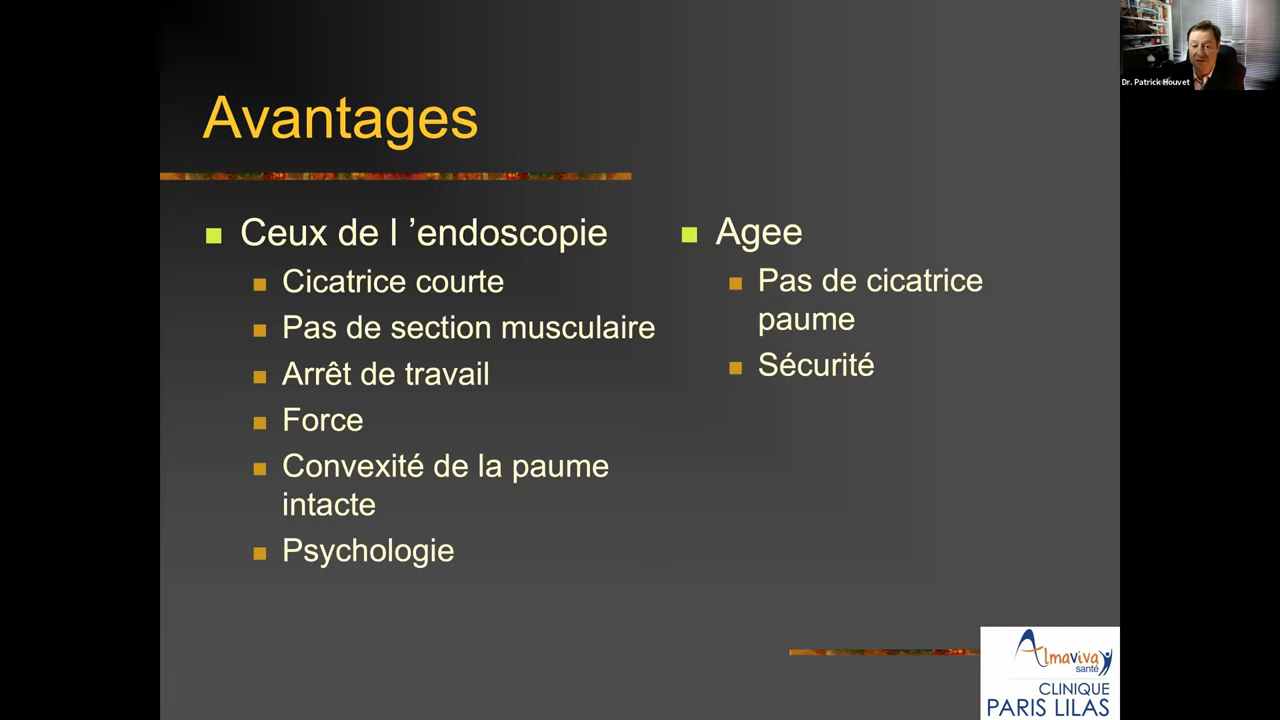 Avantages
Ceux de l ’endoscopie
Cicatrice courte
Pas de section musculaire
Arrêt de travail
Force
Convexité de la paume
intacte
Psychologie
Agee
Pas de cicatrice
paume
Sécurité
Dr. Patrick Houvet
Almaviva
santé
CLINIQUE
PARIS LILAS